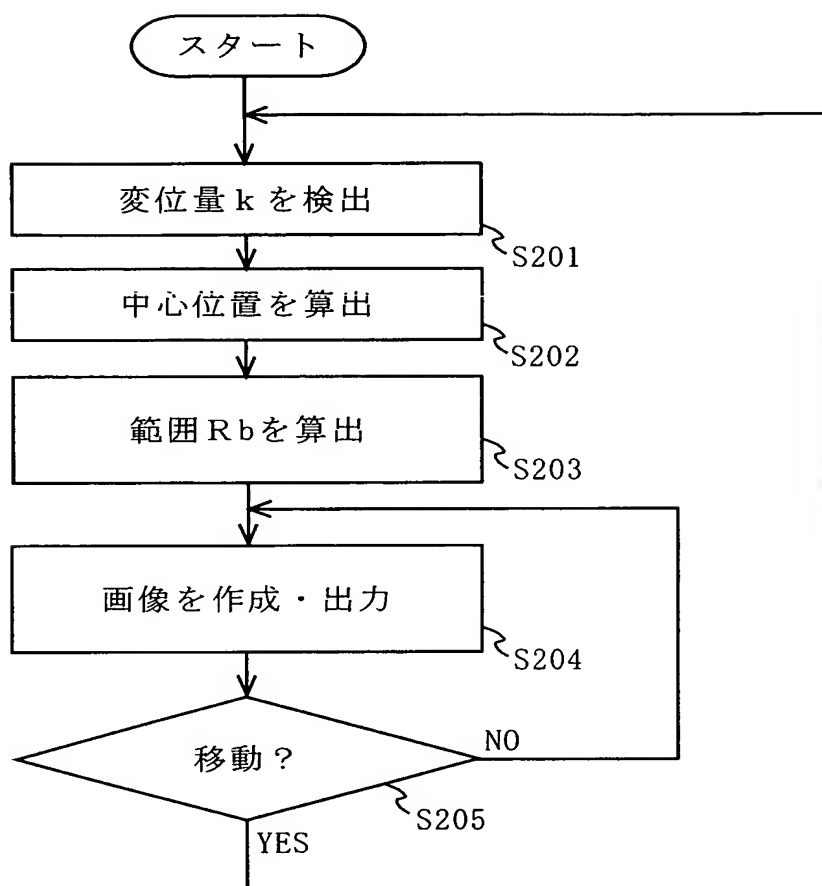 スタート
変位量kを検出
S201
中心位置を算出
S202
範囲Rbを算出
S203
画像を作成・出力
S204
移動?
NO
S205
YES